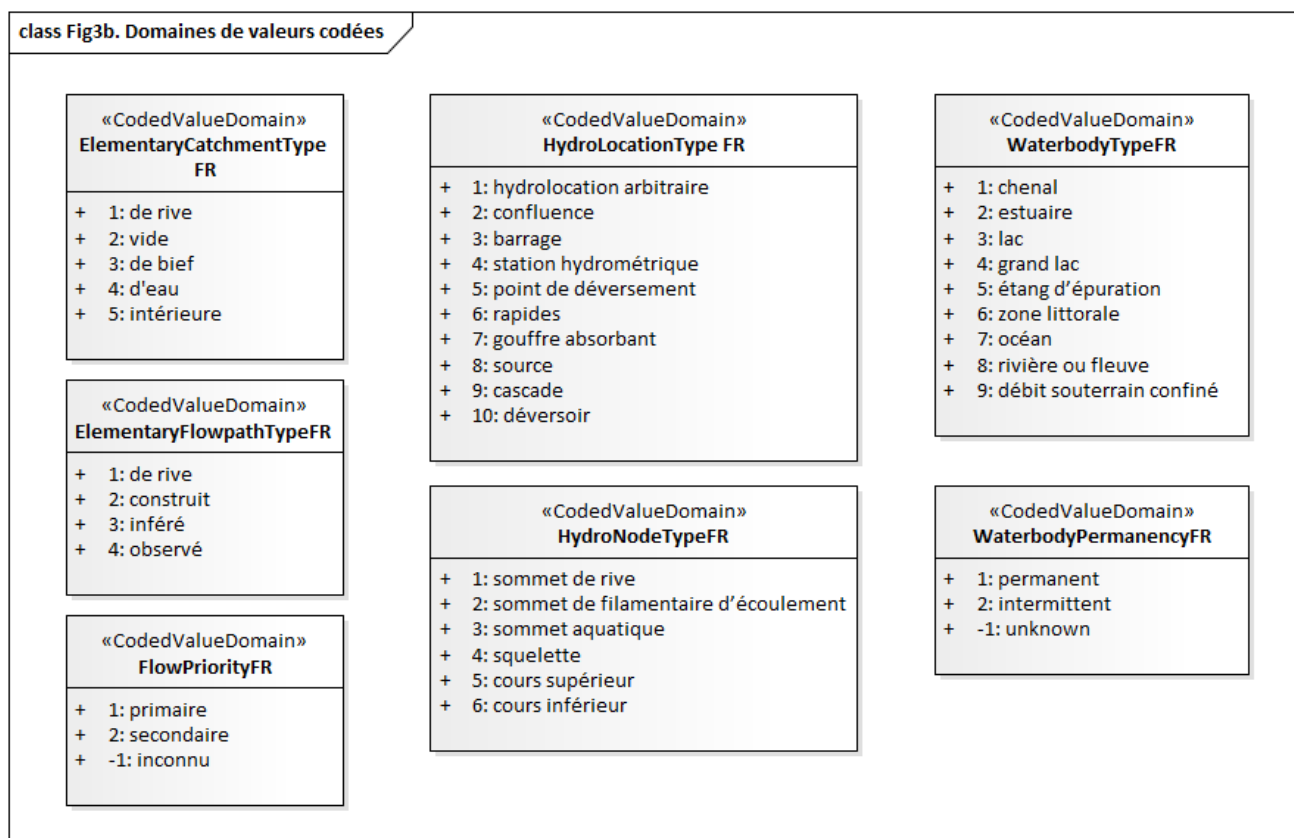 class Fig3b. Domaines de valeurs codées
«CodedValueDomain»
ElementaryCatchmentType
FR
+ 1: de rive
+ 2: vide
+ 3: de bief
+ 4: d'eau
+ 5: intérieure
«CodedValueDomain»
ElementaryFlowpathTypeFR
+ 1: de rive
+ 2: construit
+ 3: inféré
+ 4: observé
«CodedValueDomain»
FlowPriorityFR
+ 1: primaire
+ 2: secondaire
+ -1: inconnu
«CodedValueDomain»
HydroLocationType FR
+ 1: hydrolocation arbitraire
+ 2: confluence
+ 3: barrage
+ 4: station hydrométrique
+ 5: point de déversement
+ 6: rapides
+ 7: gouffre absorbant
+ 8: source
+ 9: cascade
+ 10: déversoir
«CodedValueDomain»
HydroNodeTypeFR
+ 1: sommet de rive
+ 2: sommet de filamentaire d’écoulement
+ 3: sommet aquatique
+ 4: squelette
+ 5: cours supérieur
+ 6: cours inférieur
«CodedValueDomain»
WaterbodyTypeFR
+ 1: chenal
+ 2: estuaire
+ 3: lac
+ 4: grand lac
+ 5: étang d’épuration
+ 6: zone littorale
+ 7: océan
+ 8: rivière ou fleuve
+ 9: débit souterrain confiné
«CodedValueDomain»
WaterbodyPermanencyFR
+ 1: permanent
+ 2: intermittent
+ -1: unknown